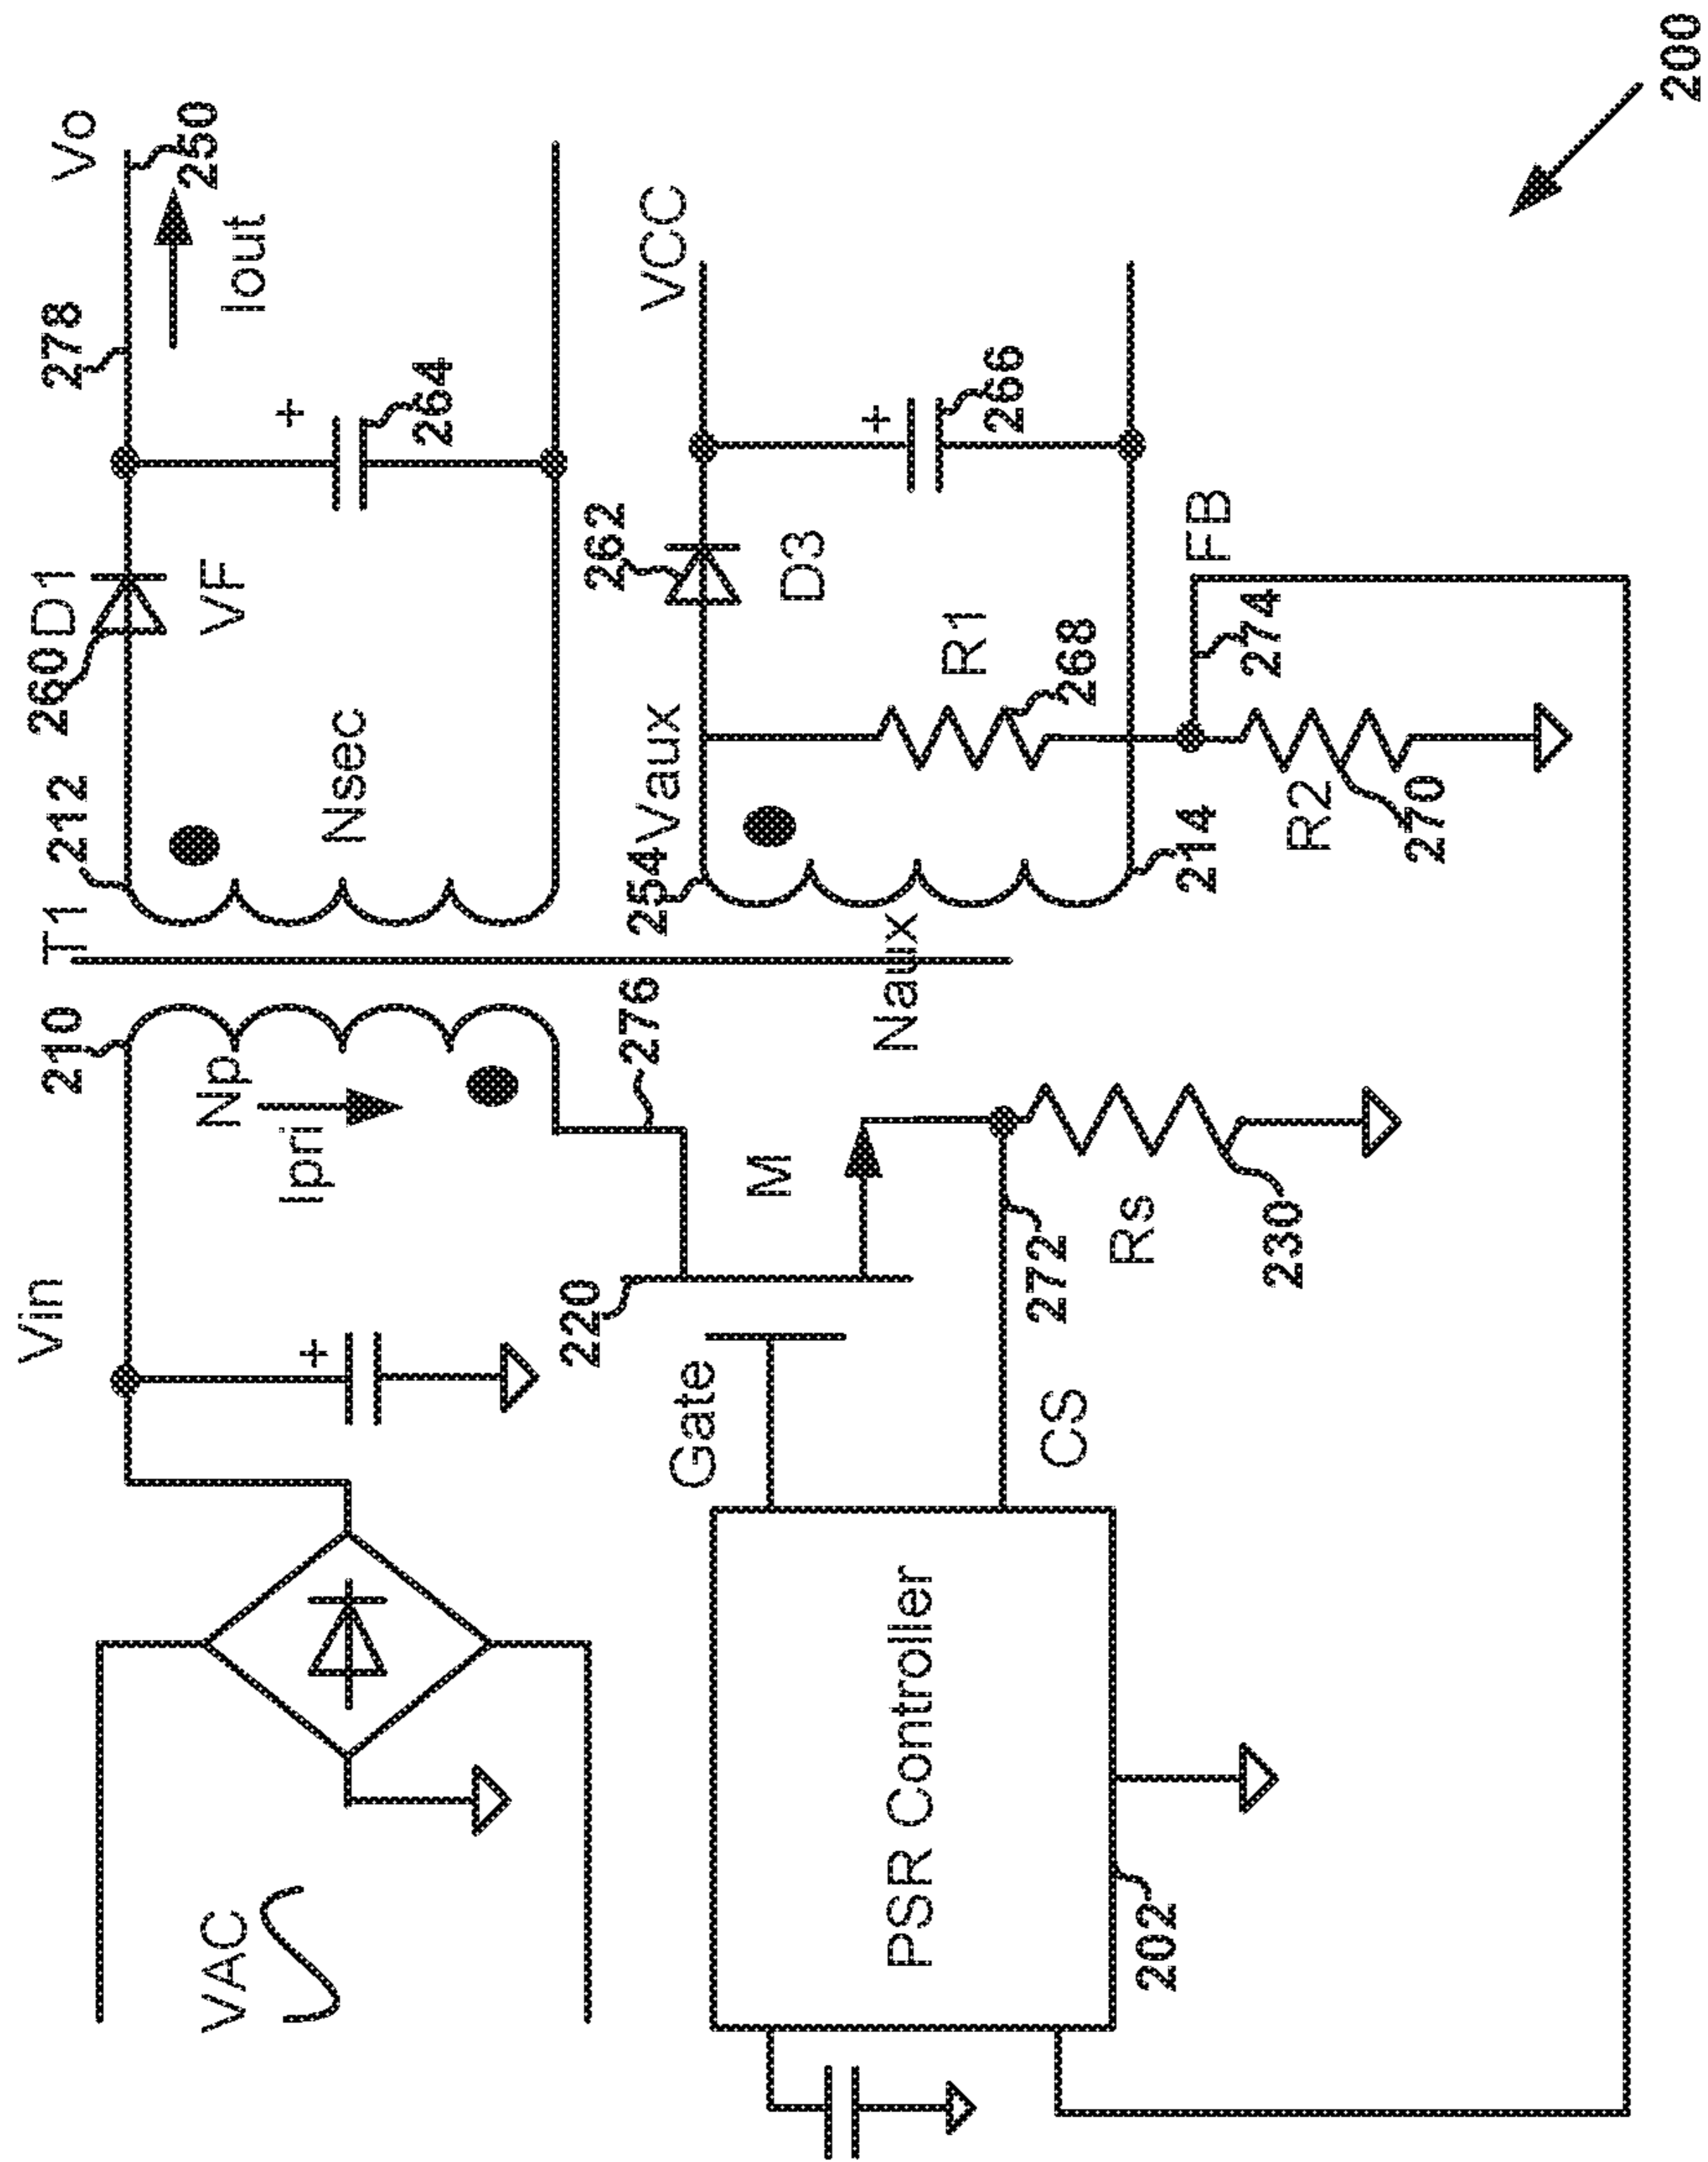 Vin
210
T1
212
260
D1
278
Vo
250
Iout
VF
Nsec
264
+
Np
Ipri
+
VAC
276
254
Vaux
262
VCC
D3
R1
268
+
266
Naux
214
FB
274
R2
270
220
M
Gate
CS
272
Rs
230
PSR Controller
202
200